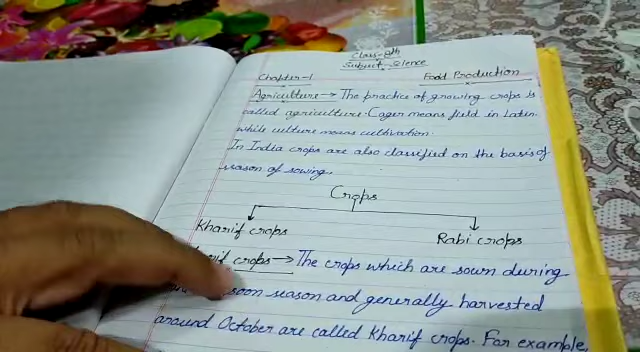 Class-8th
Subject Science
Chapter-1 Food Production
Agriculture → The practice of growing crops is
called agriculture. Cager means field in Latin.
while culture means cultivation.
In India crops are also classified on the basis of
season of sowing.
Crops
Kharif crops
Rabi crops
crops → The crops which are sown during
season and generally harvested
around October are called Kharif crops. For example,